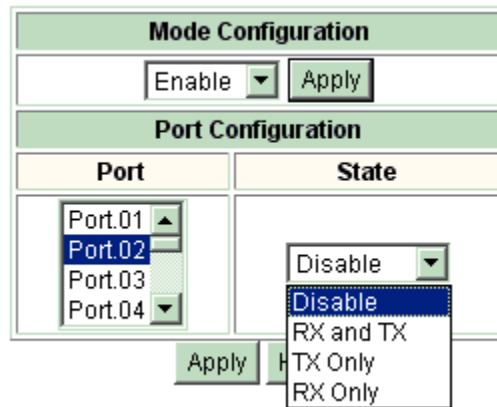 Mode Configuration
Enable Apply
Port Configuration
Port State
Port.01
Port.02
Port.03
Port.04
Disable
Disable
RX and TX
TX Only
RX Only
Apply